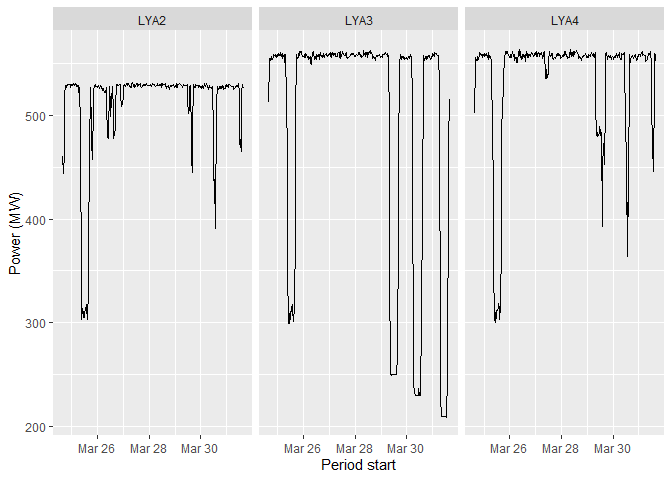 LYA2 LYA3 LYA4
500
400
300
200
Power (MW)
Mar 26 Mar 28 Mar 30 Mar 26 Mar 28 Mar 30 Mar 26 Mar 28 Mar 30
Period start